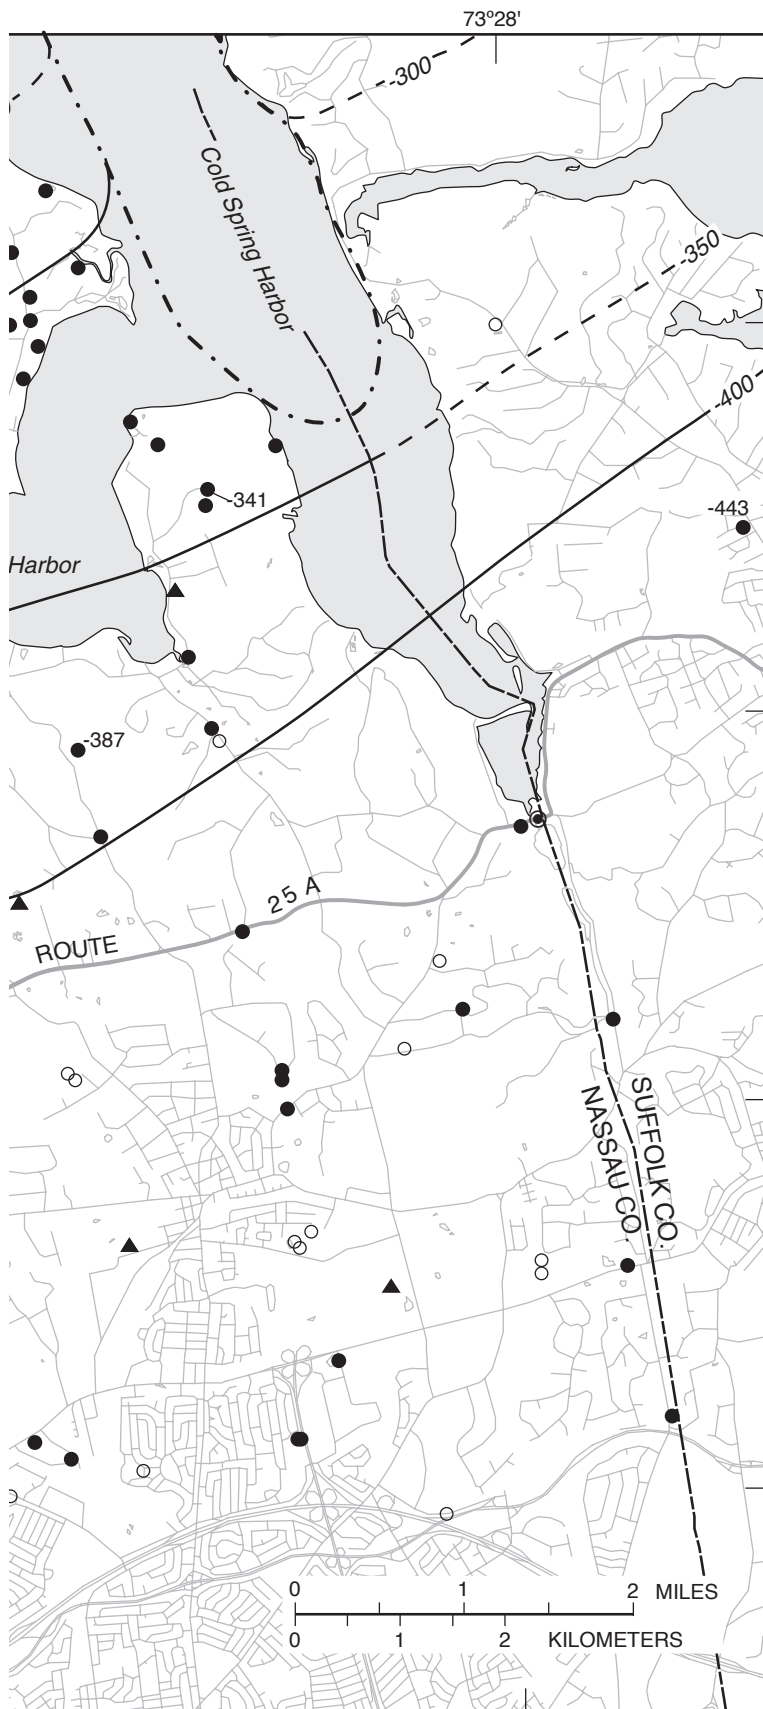 73°28'
-300
Cold Spring Harbor
-350
-400
-341
-443
Harbor
-387
25 A
ROUTE
SUFFOLK CO.
NASSAU CO.
0 1 2 MILES
0 1 2 KILOMETERS